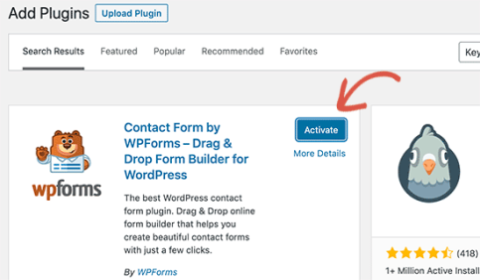 Add Plugins Upload Plugin
Search Results Featured Popular Recommended Favorites Key
Contact Form by
WPForms – Drag &
Drop Form Builder for
WordPress
Activate
More Details
wpforms
The best WordPress contact
form plugin. Drag & Drop online
form builder that helps you
create beautiful contact forms
with just a few clicks.
By WPForms
(418)
1+ Million Active Install